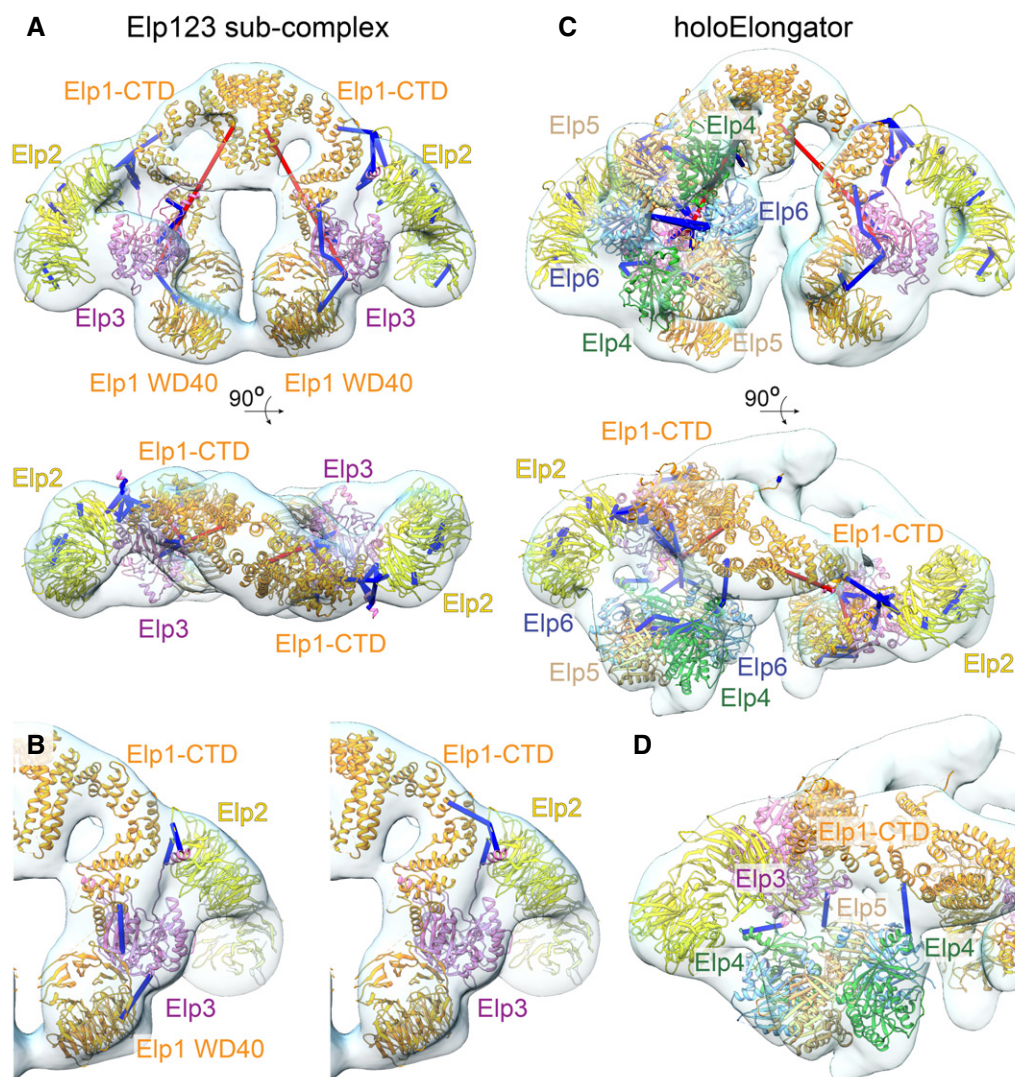 A Elp123 sub-complex
Elp1-CTD Elp1-CTD
Elp2 Elp2
Elp3 Elp3
Elp1 WD40 Elp1 WD40
90º
Elp1-CTD
Elp2 Elp3
Elp3 Elp2
Elp1-CTD
C holoElongator
Elp5 Elp4
Elp6
Elp6
Elp4 Elp5
90º
Elp1-CTD
Elp2
Elp1-CTD
Elp6
Elp5 Elp6 Elp2
Elp4
B
Elp1-CTD
Elp2
Elp3
Elp1 WD40
Elp1-CTD
Elp2
Elp3
D
Elp1-CTD
Elp3
Elp5
Elp4 Elp4